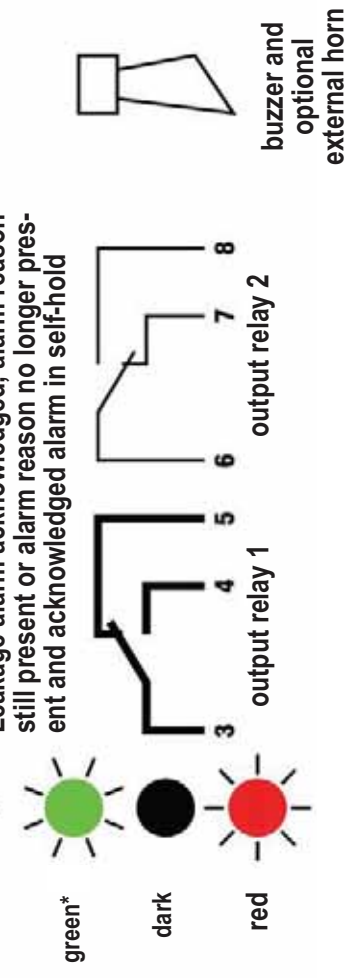 Leakage alarm acknowledged, alarm reason
still present or alarm reason no longer pres-
ent and acknowledged alarm in self-hold
green*
dark
red
3 4 5
output relay 1
6 7 8
output relay 2
buzzer and
optional
external horn